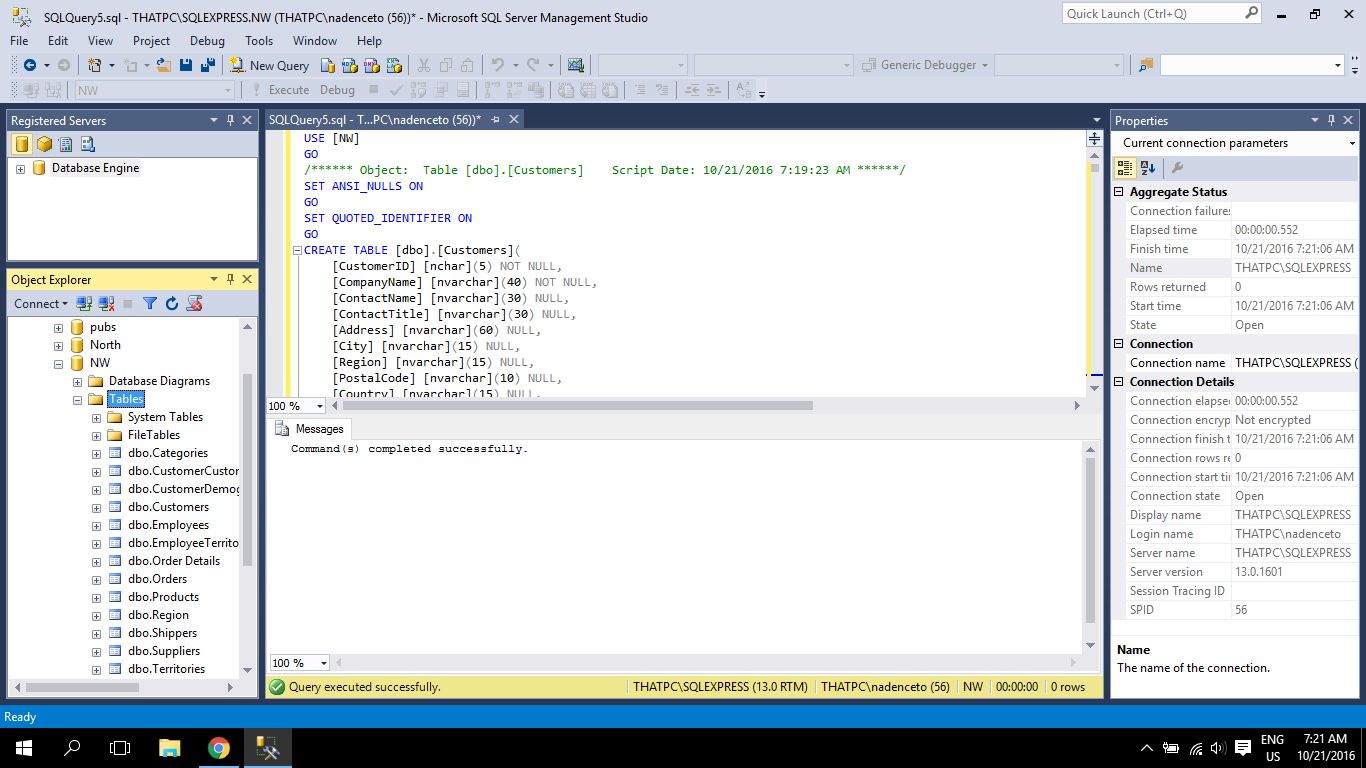 SQLQuery5.sql - THATPC\SQLEXPRESS.NW (THATPC\nadenceto (56))* - Microsoft SQL Server Management Studio
Quick Launch (Ctrl+Q)
File Edit View Project Debug Tools Window Help
New Query
Generic Debugger
NW
Execute Debug
Registered Servers
Database Engine
Object Explorer
Connect
pubs
North
NW
Database Diagrams
Tables
System Tables
FileTables
dbo.Categories
dbo.CustomerCustor
dbo.CustomerDemog
dbo.Customers
dbo.Employees
dbo.EmployeeTerrito
dbo.Order Details
dbo.Orders
dbo.Products
dbo.Region
dbo.Shippers
dbo.Suppliers
dbo.Territories
SQLQuery5.sql - T...PC\nadenceto (56))*
USE [NW]
GO
/****** Object:  Table [dbo].[Customers]    Script Date: 10/21/2016 7:19:23 AM ******/
SET ANSI_NULLS ON
GO
SET QUOTED_IDENTIFIER ON
GO
CREATE TABLE [dbo].[Customers](
[CustomerID] [nchar](5) NOT NULL,
[CompanyName] [nvarchar](40) NOT NULL,
[ContactName] [nvarchar](30) NULL,
[ContactTitle] [nvarchar](30) NULL,
[Address] [nvarchar](60) NULL,
[City] [nvarchar](15) NULL,
[Region] [nvarchar](15) NULL,
[PostalCode] [nvarchar](10) NULL,
[Country] [nvarchar](15) NULL,
100 %
Messages
Command(s) completed successfully.
100 %
Query executed successfully.
THATPC\SQLEXPRESS (13.0 RTM) THATPC\nadenceto (56) NW 00:00:00 0 rows
Properties
Current connection parameters
Aggregate Status
Connection failures
Elapsed time 00:00:00.552
Finish time 10/21/2016 7:21:06 AM
Name THATPC\SQLEXPRESS
Rows returned 0
Start time 10/21/2016 7:21:06 AM
State Open
Connection
Connection name THATPC\SQLEXPRESS (
Connection Details
Connection elapse 00:00:00.552
Connection encryp Not encrypted
Connection finish t 10/21/2016 7:21:06 AM
Connection rows re 0
Connection start tir 10/21/2016 7:21:06 AM
Connection state Open
Display name THATPC\SQLEXPRESS
Login name THATPC\nadenceto
Server name THATPC\SQLEXPRESS
Server version 13.0.1601
Session Tracing ID
SPID 56
Name
The name of the connection.
Ready
ENG
US
7:21 AM
10/21/2016